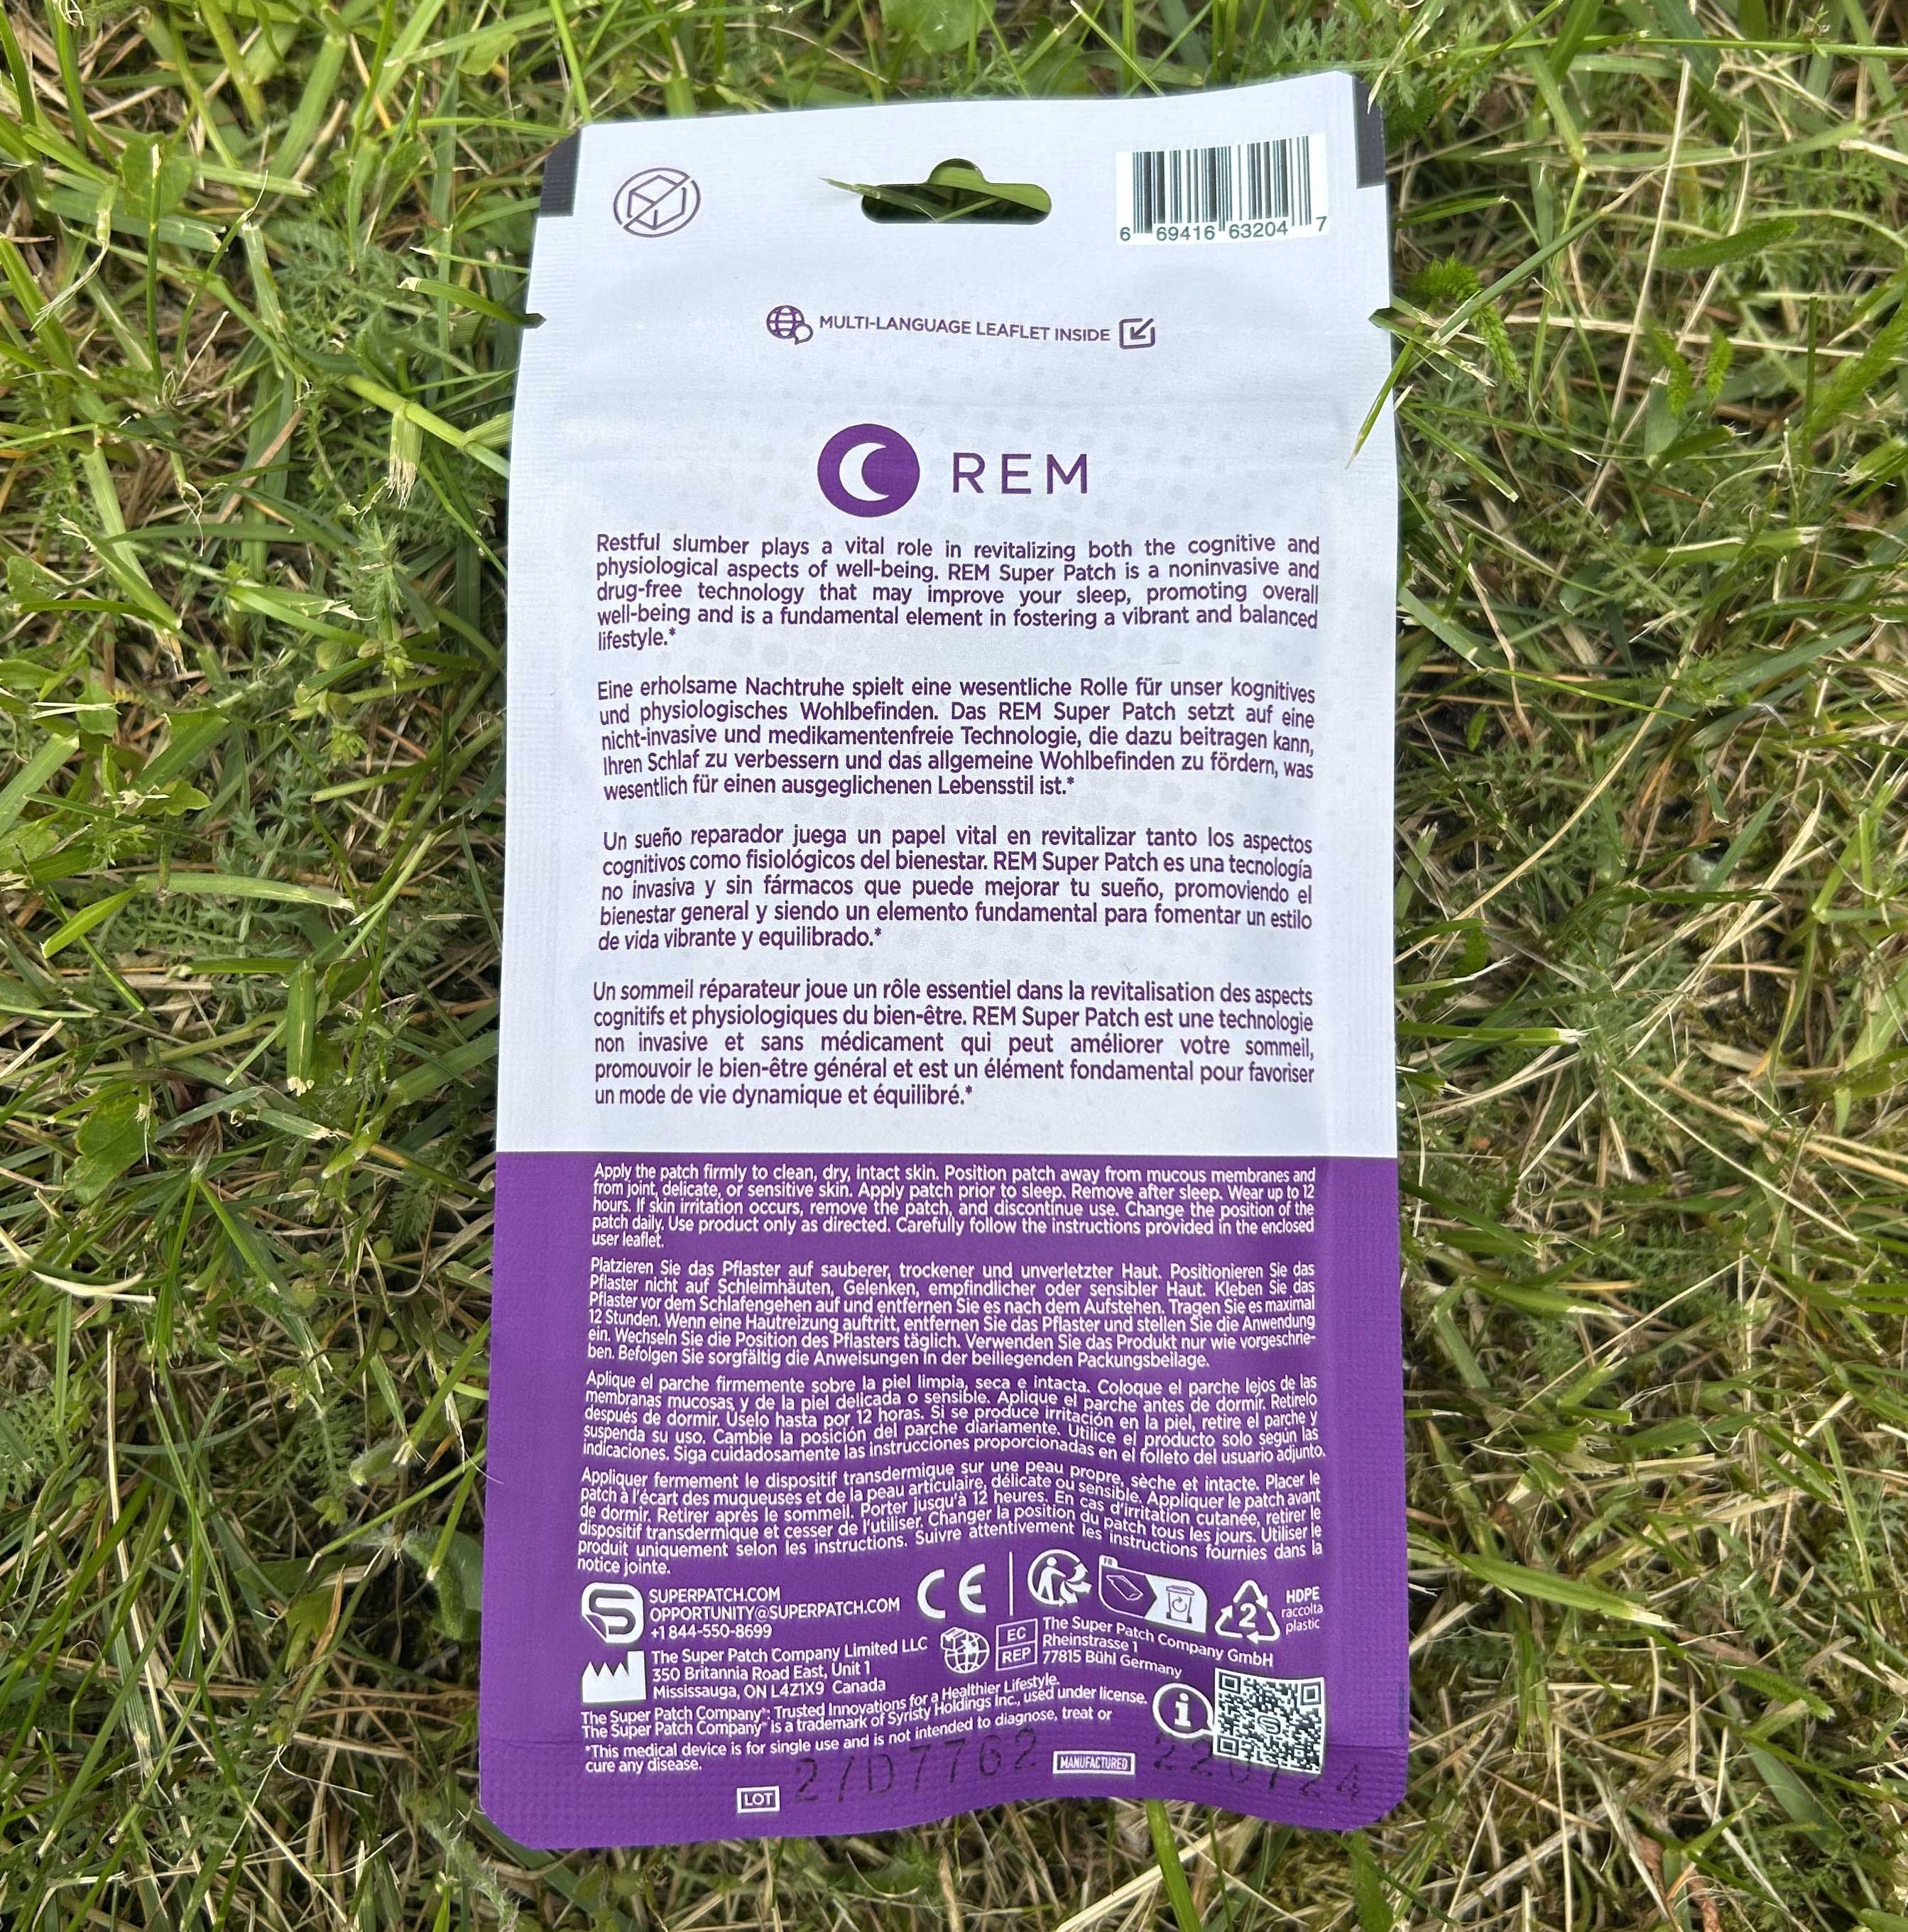 6 69416 63204 7
MULTI-LANGUAGE LEAFLET INSIDE
REM
Restful slumber plays a vital role in revitalizing both the cognitive and
physiological aspects of well-being. REM Super Patch is a noninvasive and
drug-free technology that may improve your sleep, promoting overall
well-being and is a fundamental element in fostering a vibrant and balanced
lifestyle.*
Eine erholsame Nachtruhe spielt eine wesentliche Rolle für unser kognitives
und physiologisches Wohlbefinden. Das REM Super Patch setzt auf eine
nicht-invasive und medikamentenfreie Technologie, die dazu beitragen kann,
Ihren Schlaf zu verbessern und das allgemeine Wohlbefinden zu fördern, was
wesentlich für einen ausgeglichenen Lebensstil ist.*
Un sueño reparador juega un papel vital en revitalizar tanto los aspectos
cognitivos como fisiológicos del bienestar. REM Super Patch es una tecnología
no invasiva y sin fármacos que puede mejorar tu sueño, promoviendo el
bienestar general y siendo un elemento fundamental para fomentar un estilo
de vida vibrante y equilibrado.*
Un sommeil réparateur joue un rôle essentiel dans la revitalisation des aspects
cognitifs et physiologiques du bien-être. REM Super Patch est une technologie
non invasive et sans médicament qui peut améliorer votre sommeil,
promouvoir le bien-être général et est un élément fondamental pour favoriser
un mode de vie dynamique et équilibré.*
Apply the patch firmly to clean, dry, intact skin. Position patch away from mucous membranes and
from joint, delicate, or sensitive skin. Apply patch prior to sleep. Remove after sleep. Wear up to 12
hours. If skin irritation occurs, remove the patch, and discontinue use. Change the position of the
patch daily. Use product only as directed. Carefully follow the instructions provided in the enclosed
user leaflet.
Platzieren Sie das Pflaster auf sauberer, trockener und unverletzter Haut. Positionieren Sie das
Pflaster nicht auf Schleimhäuten, Gelenken, empfindlicher oder sensibler Haut. Kleben Sie das
Pflaster vor dem Schlafengehen auf und entfernen Sie es nach dem Aufstehen. Tragen Sie es maximal
12 Stunden. Wenn eine Hautreizung auftritt, entfernen Sie das Pflaster und stellen Sie die Anwendung
ein. Wechseln Sie die Position des Pflasters täglich. Verwenden Sie das Produkt nur wie vorgeschrie-
ben. Befolgen Sie sorgfältig die Anweisungen in der beiliegenden Packungsbeilage.
Aplique el parche firmemente sobre la piel limpia, seca e intacta. Coloque el parche lejos de las
membranas mucosas y de la piel delicada o sensible. Aplique el parche antes de dormir. Retírelo
después de dormir. Úselo hasta por 12 horas. Si se produce irritación en la piel, retire el parche y
suspenda su uso. Cambie la posición del parche diariamente. Utilice el producto solo según las
indicaciones. Siga cuidadosamente las instrucciones proporcionadas en el folleto del usuario adjunto.
Appliquer fermement le dispositif transdermique sur une peau propre, sèche et intacte. Placer le
patch à l'écart des muqueuses et de la peau articulaire, délicate ou sensible. Appliquer le patch avant
de dormir. Retirer après le sommeil. Porter jusqu'à 12 heures. En cas d'irritation cutanée, retirer le
dispositif transdermique et cesser de l'utiliser. Changer la position du patch tous les jours. Utiliser le
produit uniquement selon les instructions. Suivre attentivement les instructions fournies dans la
notice jointe.
SUPERPATCH.COM
OPPORTUNITY@SUPERPATCH.COM
+1 844-550-8699
CE
FR
2
HDPE
raccolta
plastic
The Super Patch Company Limited LLC
350 Britannia Road East, Unit 1
Mississauga, ON L4Z1X9 Canada
EC
REP
The Super Patch Company GmbH
Rheinstrasse 1
77815 Bühl Germany
The Super Patch Company®: Trusted Innovations for a Healthier Lifestyle.
The Super Patch Company® is a trademark of Syristy Holdings Inc., used under license.
*This medical device is for single use and is not intended to diagnose, treat or
cure any disease.
LOT
27D7762
MANUFACTURED